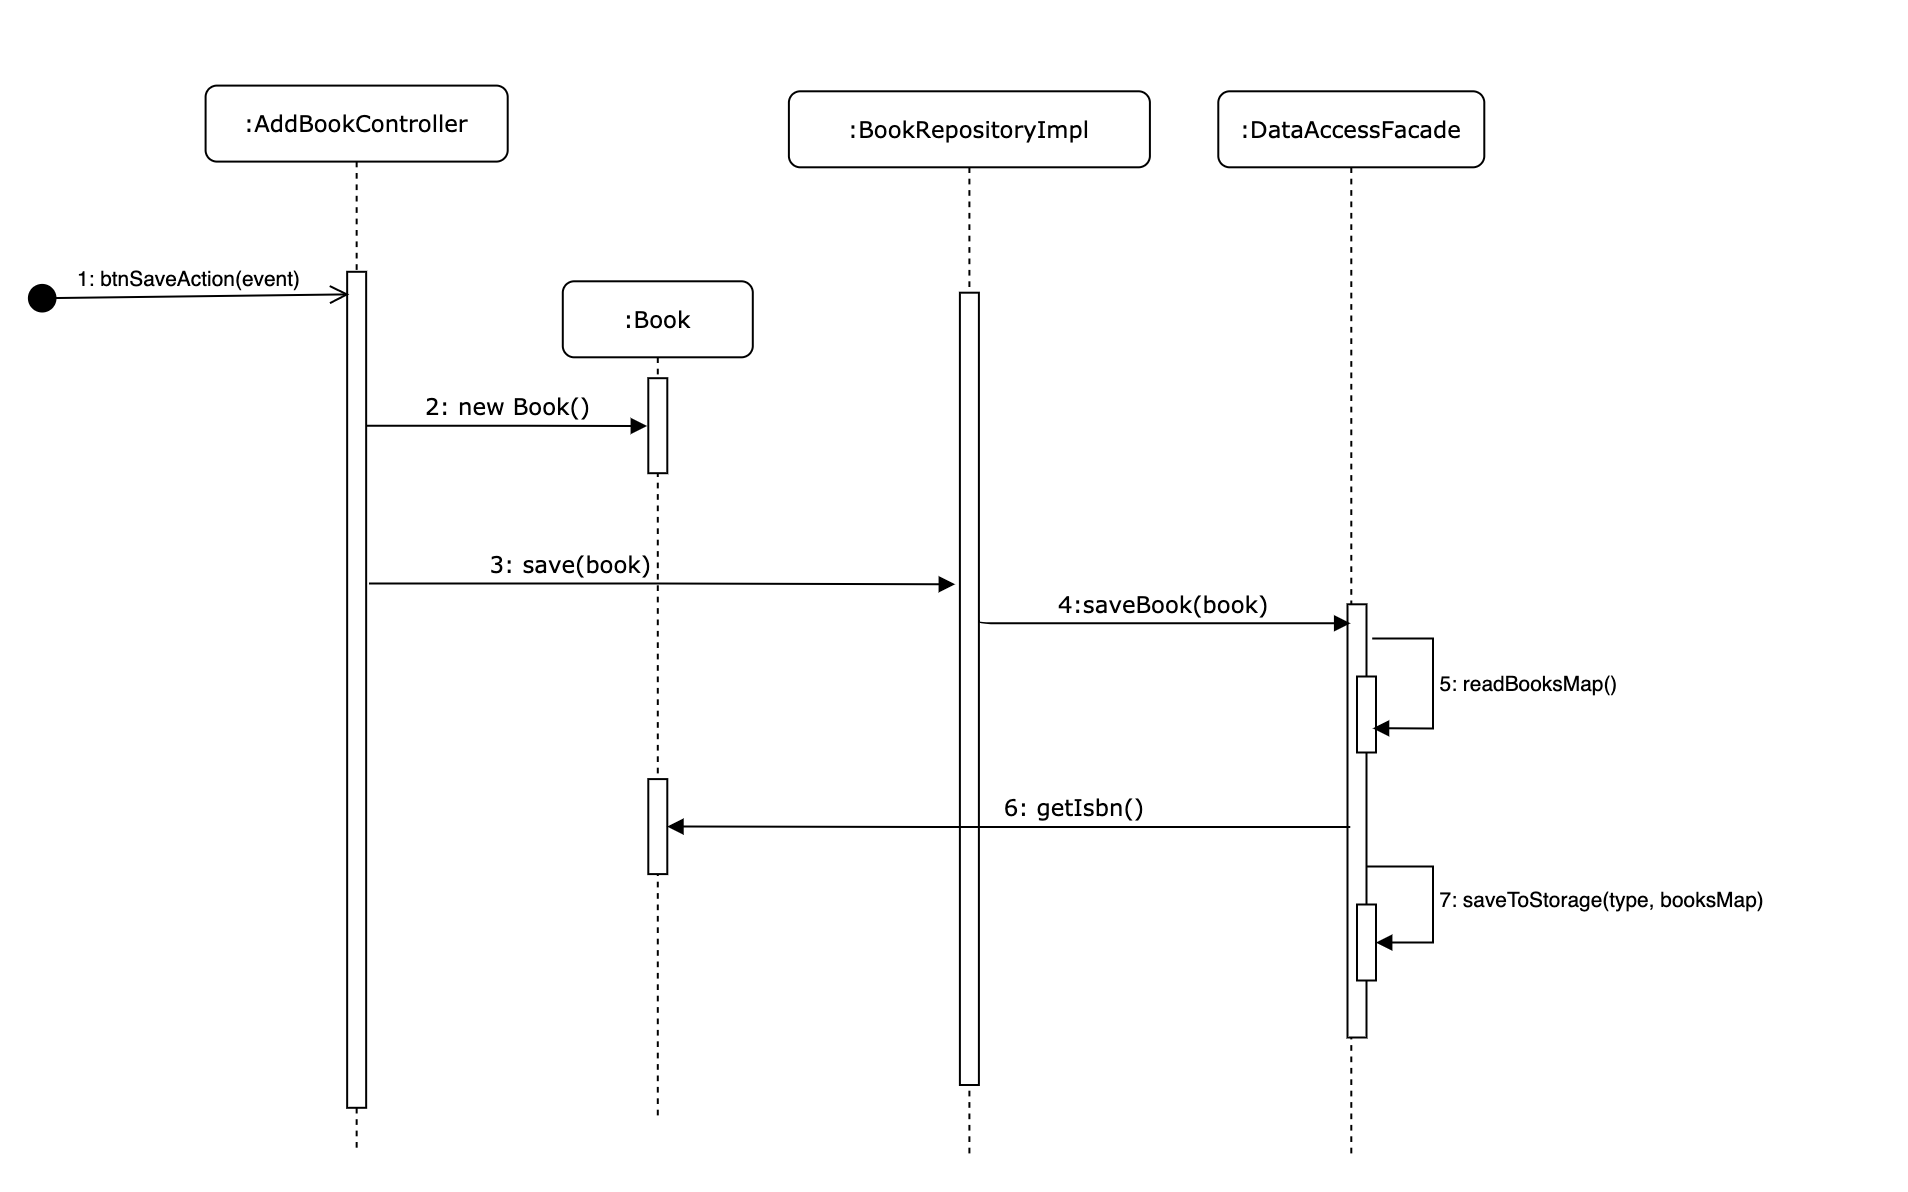 :AddBookController
:BookRepositoryImpl
:DataAccessFacade
1: btnSaveAction(event)
:Book
2: new Book()
3: save(book)
4:saveBook(book)
5: readBooksMap()
6: getIsbn()
7: saveToStorage(type, booksMap)